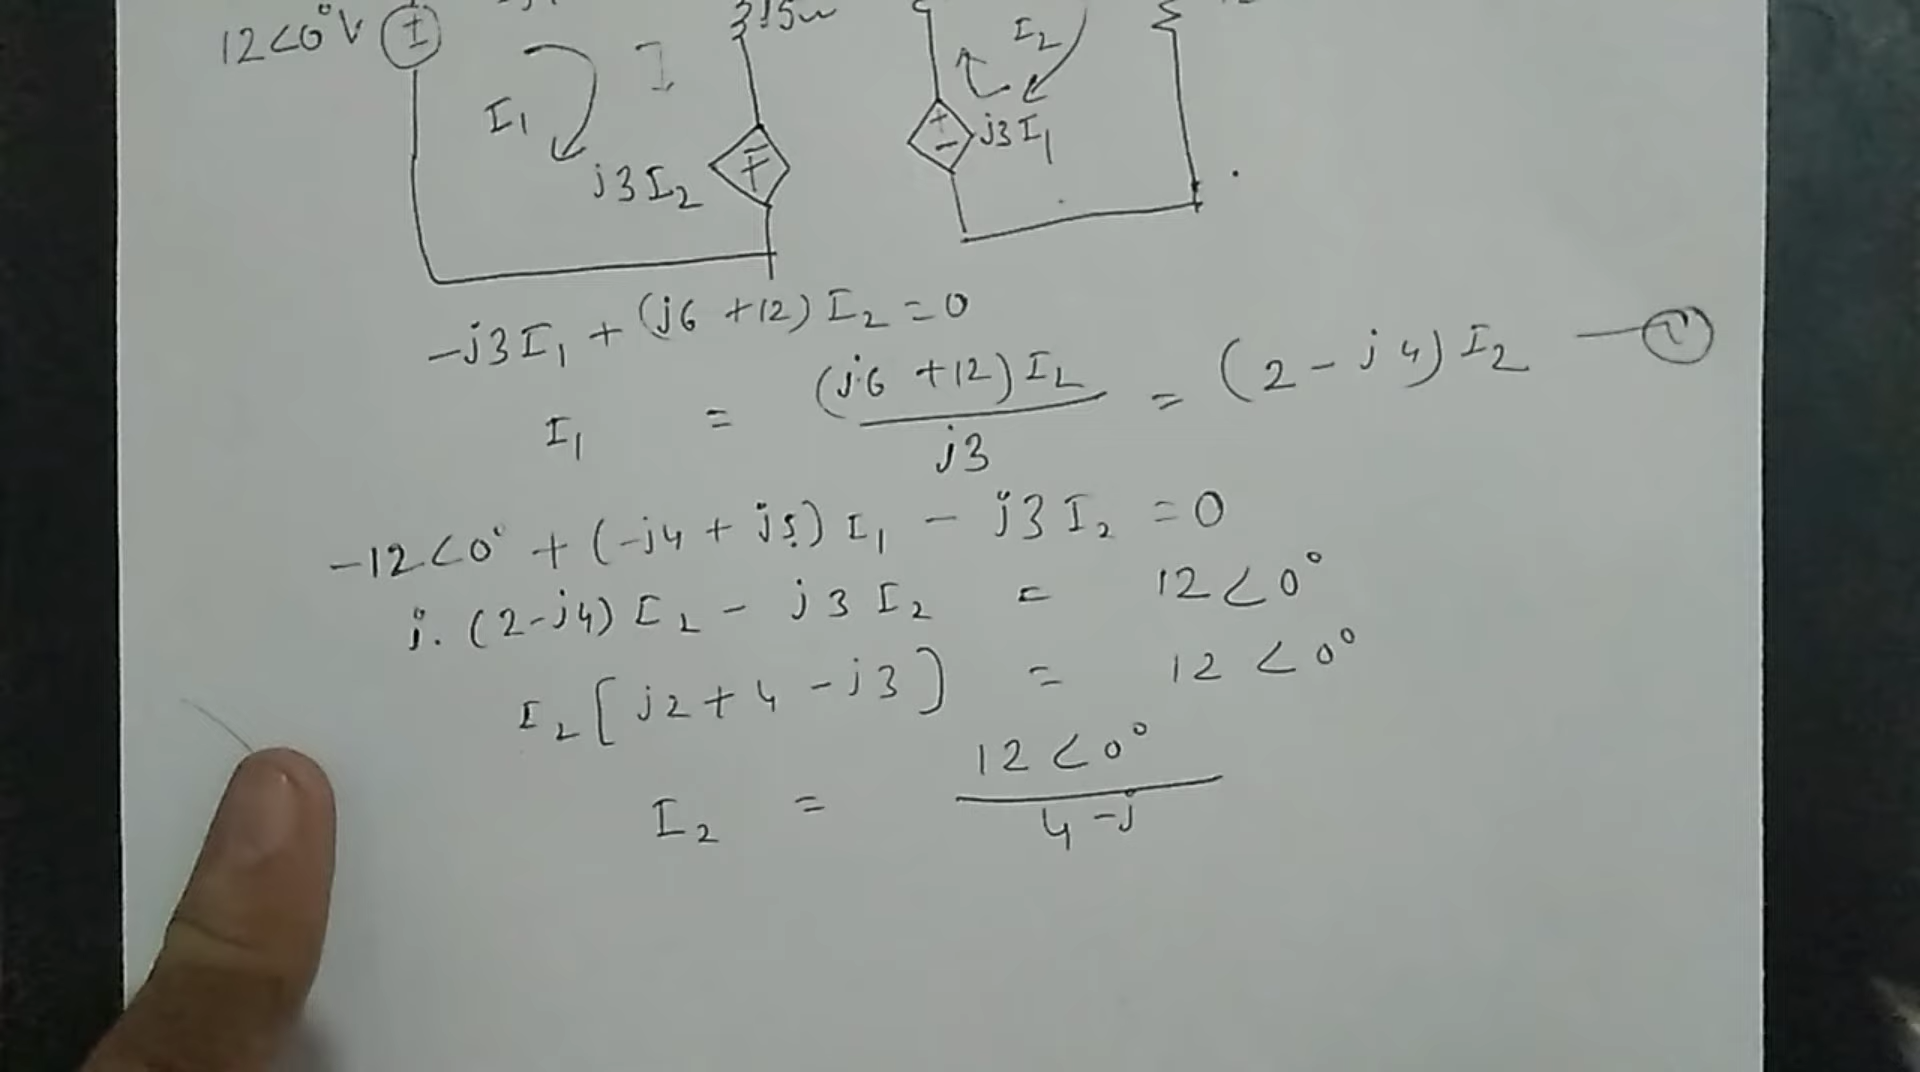 12<0°V
I2
I1
j3I2
j3I1
-j3I1 + (j6 +12) I2 = 0
I1 = (j6 +12) I2 / j3 = (2 - j4) I2
-12<0° + (-j4 + j5) I1 - j3 I2 = 0
j. (2-j4) I2 - j3 I2 = 12<0°
I2 [j2 + 4 - j3] = 12 <0°
I2 = 12 <0° / 4 - j